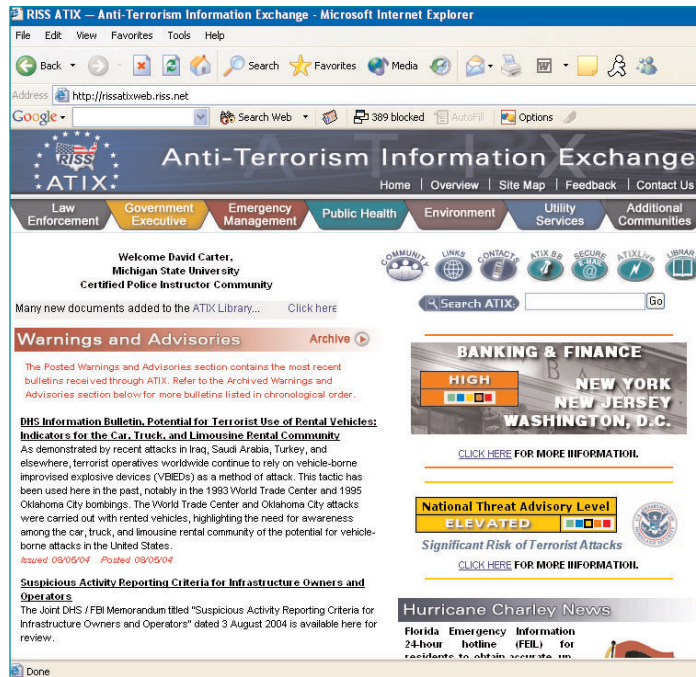 RISS ATIX — Anti-Terrorism Information Exchange - Microsoft Internet Explorer
File Edit View Favorites Tools Help
Back Search Favorites Media
Address http://rissatixweb.riss.net
Google Search Web 389 blocked AutoFill Options
RISS
ATIX
Anti-Terrorism Information Exchange
Home | Overview | Site Map | Feedback | Contact Us
Law Enforcement
Government Executive
Emergency Management
Public Health
Environment
Utility Services
Additional Communities
Welcome David Carter,
Michigan State University
Certified Police Instructor Community
COMMUNITY LINKS CONTACTS ATIX BB SECURE E-MAIL ATIXLive LIBRAR
Many new documents added to the ATIX Library... Click here
Search ATIX: Go
Warnings and Advisories Archive
The Posted Warnings and Advisories section contains the most recent
bulletins received through ATIX. Refer to the Archived Warnings and
Advisories section below for more bulletins listed in chronological order.
DHS Information Bulletin, Potential for Terrorist Use of Rental Vehicles:
Indicators for the Car, Truck, and Limousine Rental Community
As demonstrated by recent attacks in Iraq, Saudi Arabia, Turkey, and
elsewhere, terrorist operatives worldwide continue to rely on vehicle-borne
improvised explosive devices (VBIEDs) as a method of attack. This tactic has
been used here in the past, notably in the 1993 World Trade Center and 1995
Oklahoma City bombings. The World Trade Center and Oklahoma City attacks
were carried out with rented vehicles, highlighting the need for awareness
among the car, truck, and limousine rental community of the potential for vehicle-
borne attacks in the United States.
Issued 08/05/04 Posted 08/05/04
Suspicious Activity Reporting Criteria for Infrastructure Owners and
Operators
The Joint DHS / FBI Memorandum titled "Suspicious Activity Reporting Criteria for
Infrastructure Owners and Operators" dated 3 August 2004 is available here for
review.
BANKING & FINANCE
HIGH
NEW YORK
NEW JERSEY
WASHINGTON, D.C.
CLICK HERE FOR MORE INFORMATION.
National Threat Advisory Level
ELEVATED
Significant Risk of Terrorist Attacks
CLICK HERE FOR MORE INFORMATION.
Hurricane Charley News
Florida Emergency Information
24-hour hotline (FEIL) for
residents to obtain accurate, up
Done